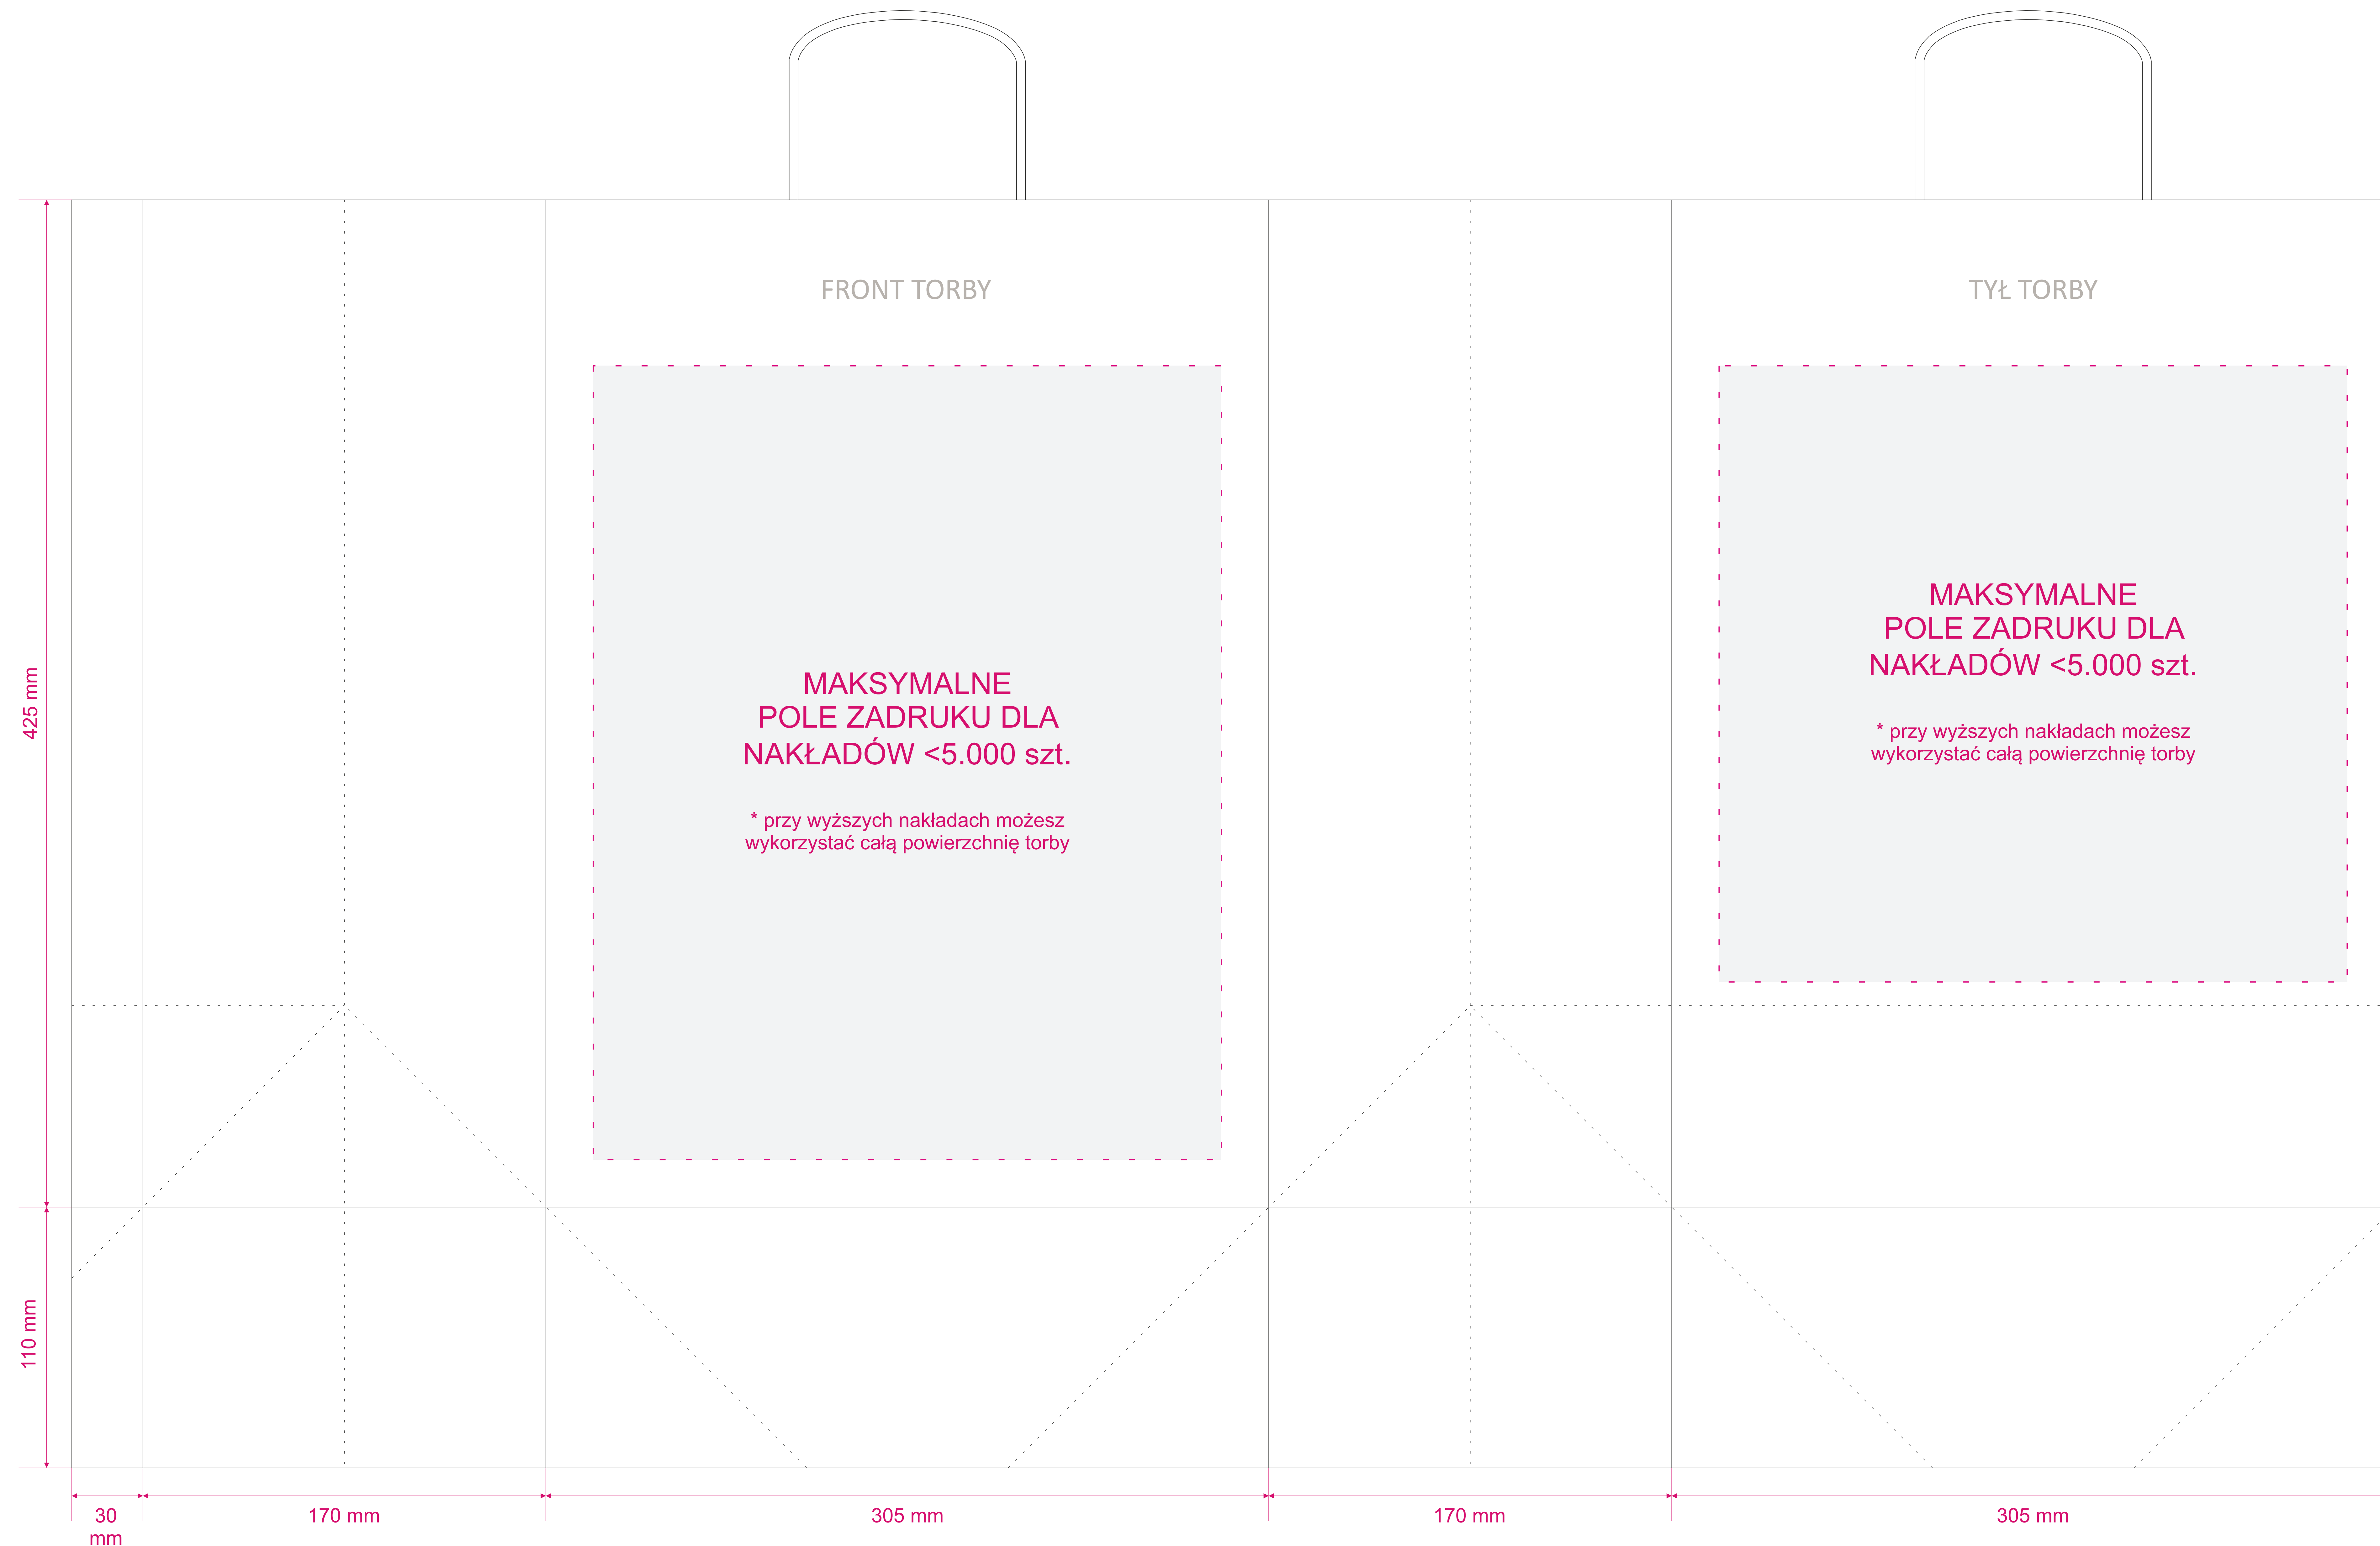 FRONT TORBY
TYŁ TORBY
MAKSYMALNE
POLE ZADRUKU DLA
NAKŁADÓW <5.000 szt.
* przy wyższych nakładach możesz
wykorzystać całą powierzchnię torby
MAKSYMALNE
POLE ZADRUKU DLA
NAKŁADÓW <5.000 szt.
* przy wyższych nakładach możesz
wykorzystać całą powierzchnię torby
425 mm
110 mm
30
mm
170 mm
305 mm
170 mm
305 mm